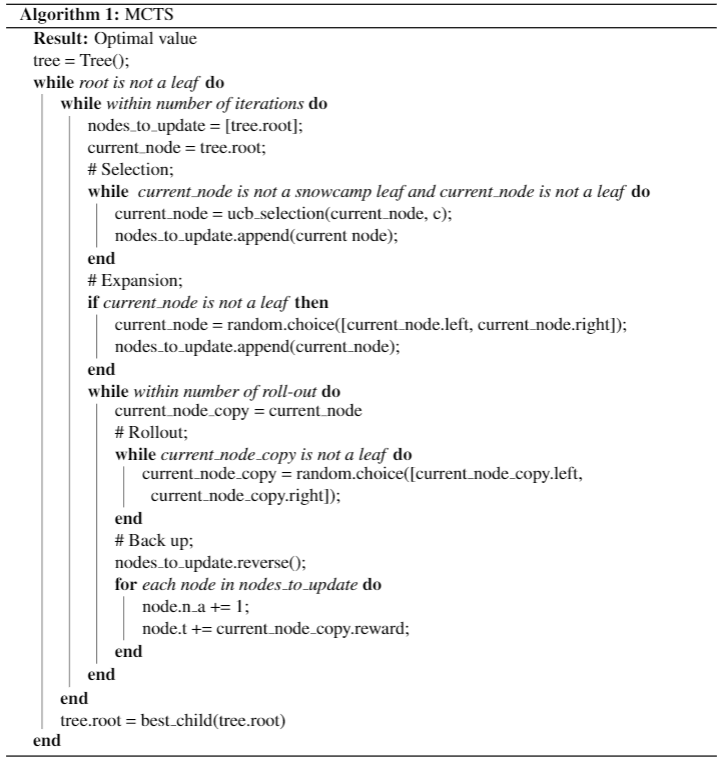 Algorithm 1: MCTS
Result: Optimal value
tree = Tree();
while root is not a leaf do
while within number of iterations do
nodes_to_update = [tree.root];
current_node = tree.root;
# Selection;
while current_node is not a snowcamp leaf and current_node is not a leaf do
current_node = ucb_selection(current_node, c);
nodes_to_update.append(current node);
end
# Expansion;
if current_node is not a leaf then
current_node = random.choice([current_node.left, current_node.right]);
nodes_to_update.append(current_node);
end
while within number of roll-out do
current_node_copy = current_node
# Rollout;
while current_node_copy is not a leaf do
current_node_copy = random.choice([current_node_copy.left,
current_node_copy.right]);
end
# Back up;
nodes_to_update.reverse();
for each node in nodes_to_update do
node.n_a += 1;
node.t += current_node_copy.reward;
end
end
end
tree.root = best_child(tree.root)
end